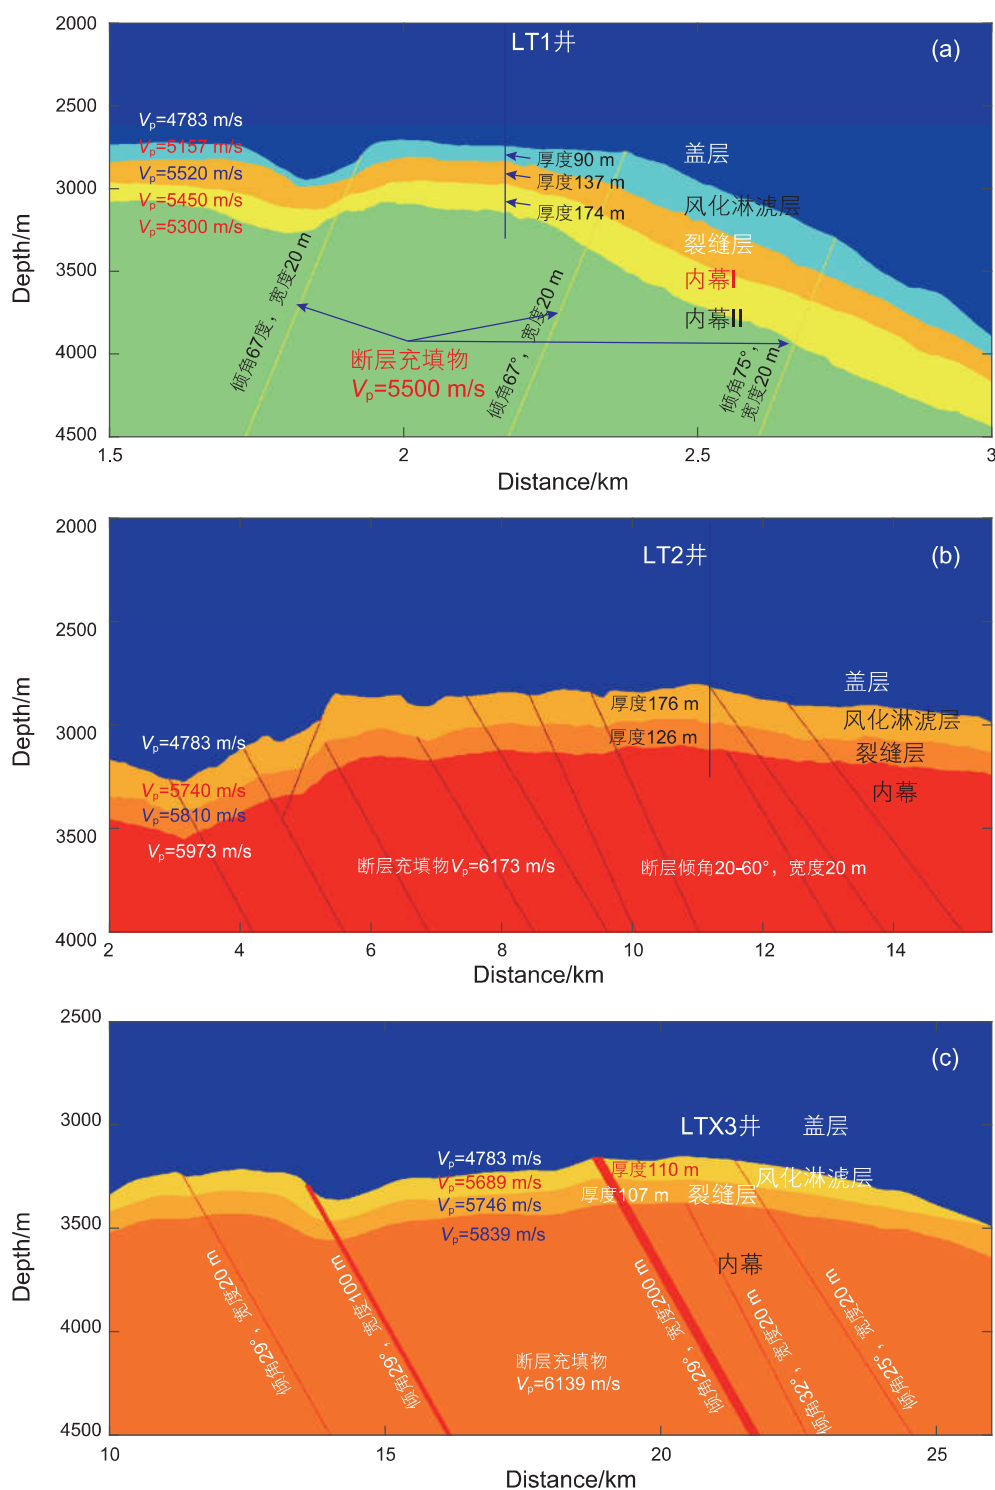 2000
2500
3000
3500
4000
4500
Depth/m
LT1井
(a)
Vp=4783 m/s
Vp=5157 m/s
Vp=5520 m/s
Vp=5450 m/s
Vp=5300 m/s
厚度90 m
厚度137 m
厚度174 m
盖层
风化淋滤层
裂缝层
内幕I
内幕II
倾角67度，宽度20 m
倾角67°，宽度20 m
倾角75°，
宽度20 m
断层充填物
Vp=5500 m/s
1.5
2
2.5
3
Distance/km
2000
2500
3000
3500
4000
Depth/m
LT2井
(b)
盖层
风化淋滤层
裂缝层
内幕
厚度176 m
厚度126 m
Vp=4783 m/s
Vp=5740 m/s
Vp=5810 m/s
Vp=5973 m/s
断层充填物Vp=6173 m/s
断层倾角20-60°，宽度20 m
2
4
6
8
10
12
14
Distance/km
2500
3000
3500
4000
4500
Depth/m
(c)
LTX3井
盖层
Vp=4783 m/s
Vp=5689 m/s
Vp=5746 m/s
Vp=5839 m/s
厚度110 m
厚度107 m
风化淋滤层
裂缝层
内幕
倾角29°，宽度20 m
倾角29°，宽度100 m
倾角29°，宽度200 m
倾角32°，宽度20 m
倾角25°，宽度20 m
断层充填物
Vp=6139 m/s
10
15
20
25
Distance/km